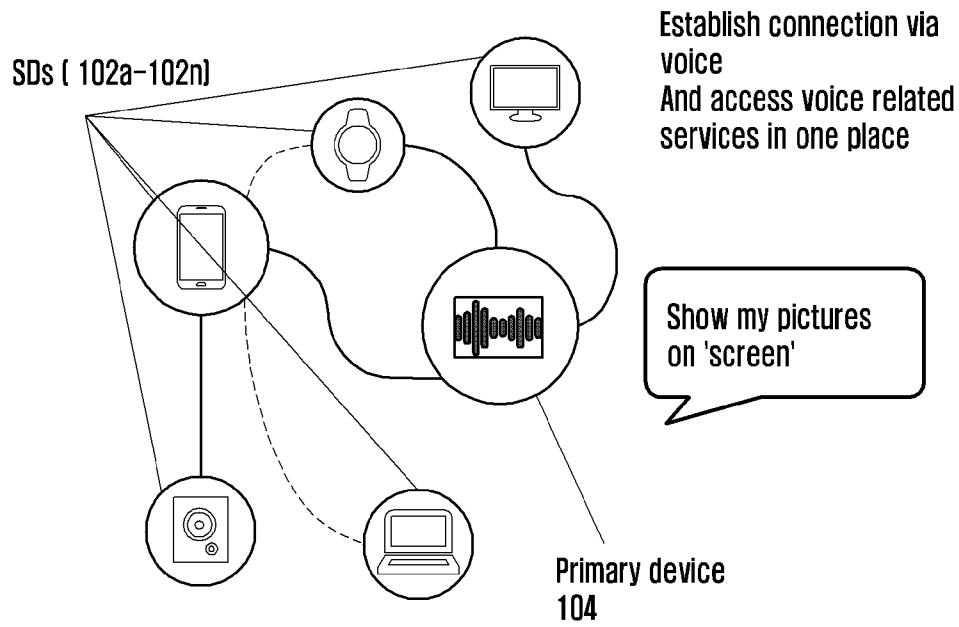 SDs ( 102a-102n)
Establish connection via
voice
And access voice related
services in one place
Show my pictures
on 'screen'
Primary device
104